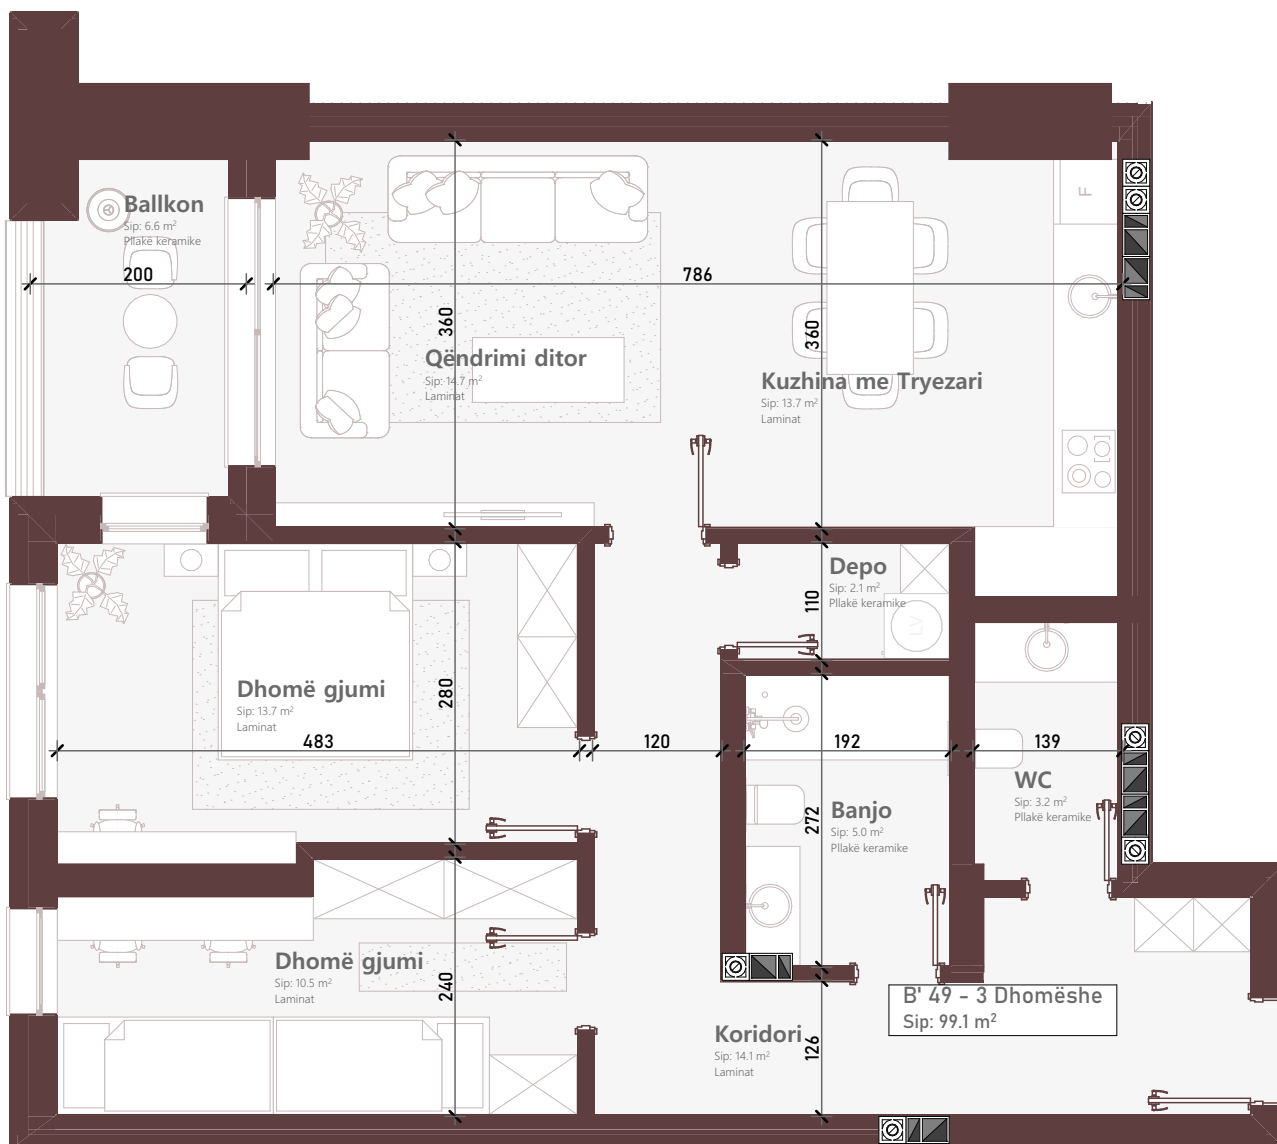 Ballkon
Sip: 6.6 m²
Pllakë keramike
200
786
360
360
F
Qëndrimi ditor
Sip: 14.7 m²
Laminat
Kuzhina me Tryezari
Sip: 13.7 m²
Laminat
Depo
Sip: 2.1 m²
Pllakë keramike
110
LV
Dhomë gjumi
Sip: 13.7 m²
Laminat
280
483
120
192
139
WC
Sip: 3.2 m²
Pllakë keramike
Banjo
Sip: 5.0 m²
Pllakë keramike
272
Dhomë gjumi
Sip: 10.5 m²
Laminat
240
B' 49 - 3 Dhomëshe
Sip: 99.1 m²
Koridori
Sip: 14.1 m²
Laminat
126